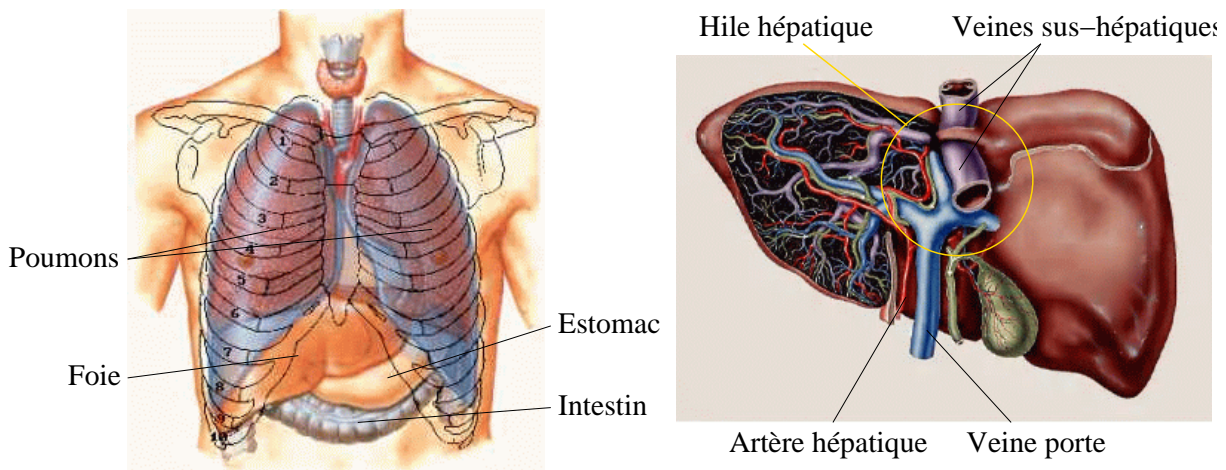 Hile hépatique
Veines sus−hépatiques
Poumons
Foie
Estomac
Intestin
1
2
3
4
5
6
7
8
9
10
Artère hépatique
Veine porte